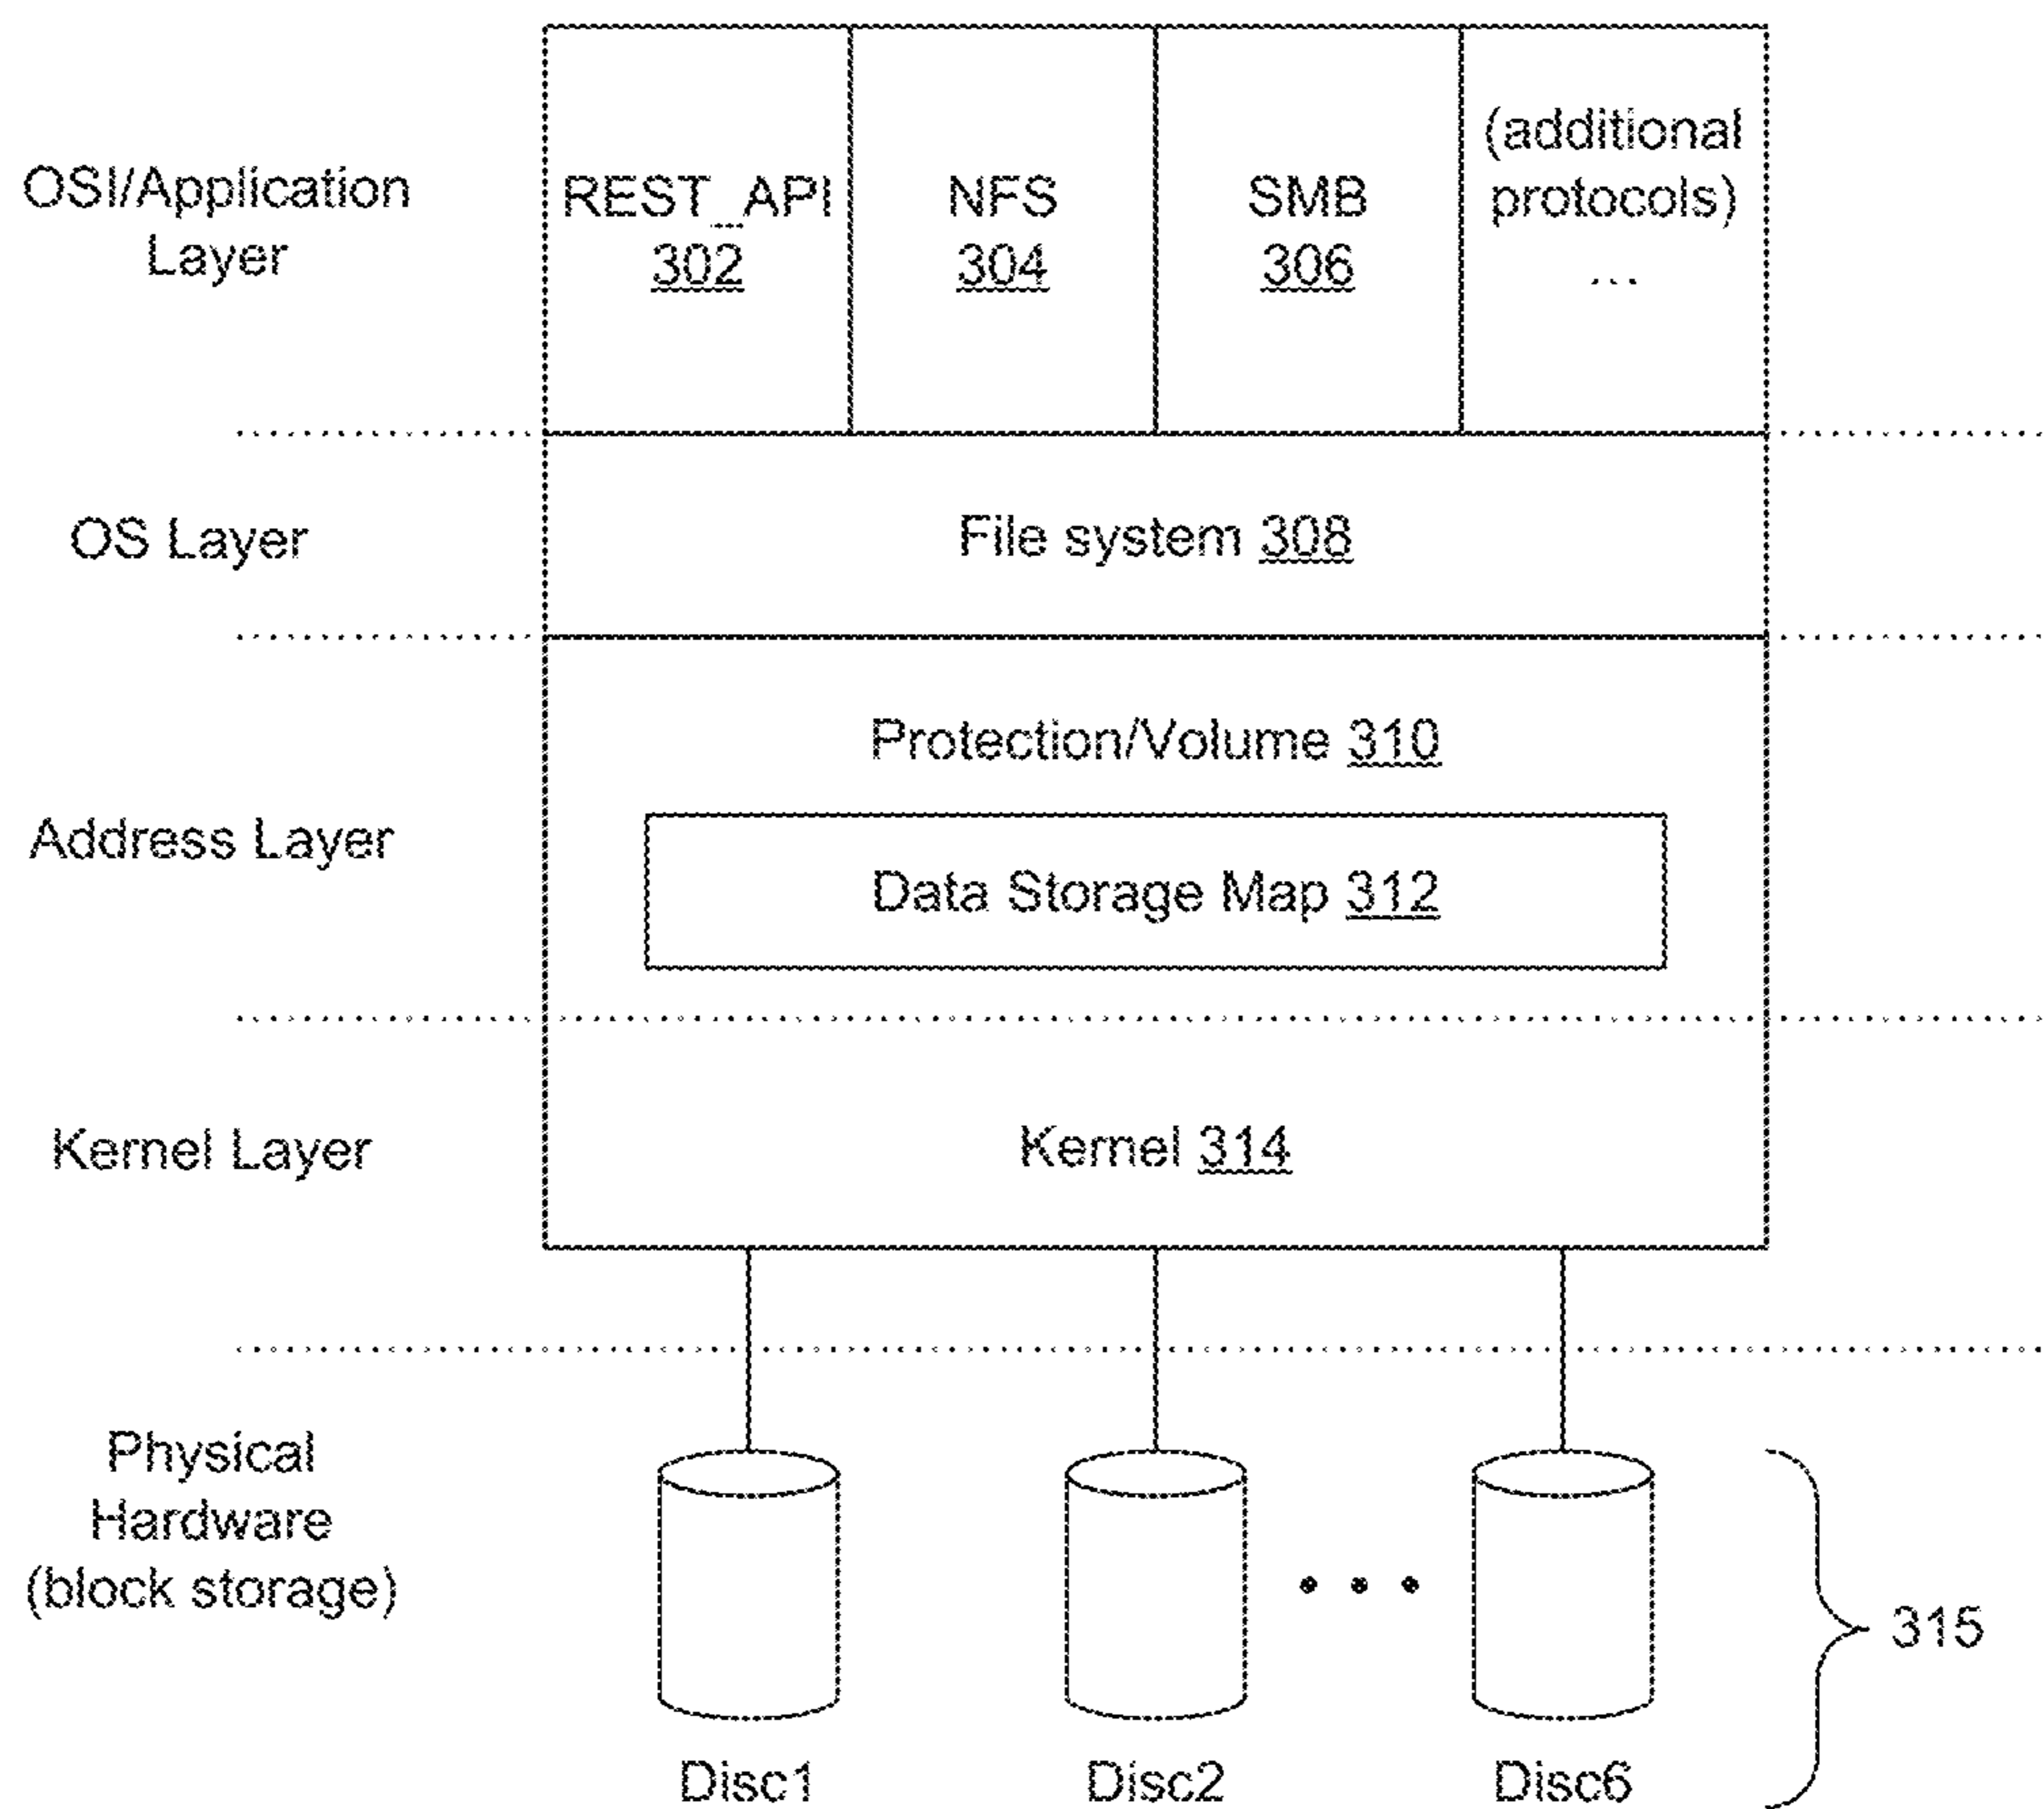 OSI/Application
Layer
REST_API
302
NFS
304
SMB
306
(additional
protocols)
...
OS Layer
File system 308
Address Layer
Protection/Volume 310
Data Storage Map 312
Kernel Layer
Kernel 314
Physical
Hardware
(block storage)
315
Disc1
Disc2
Disc6